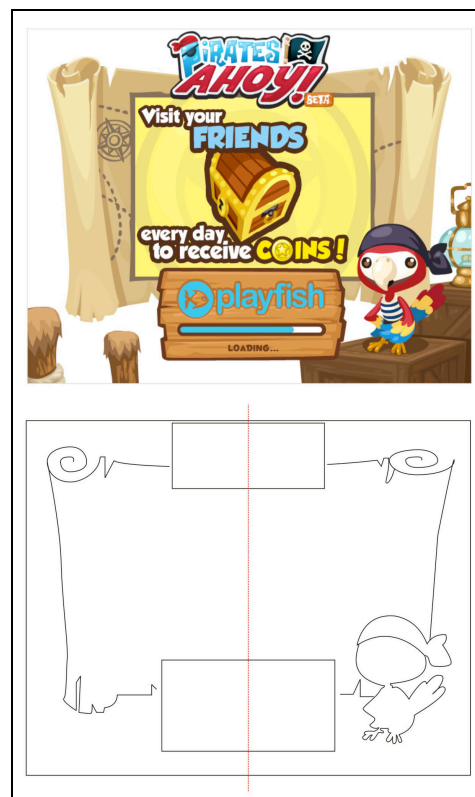 PIRATES
AHOY!
BETA
Visit your
FRIENDS
every day,
to receive COINS!
playfish
LOADING...